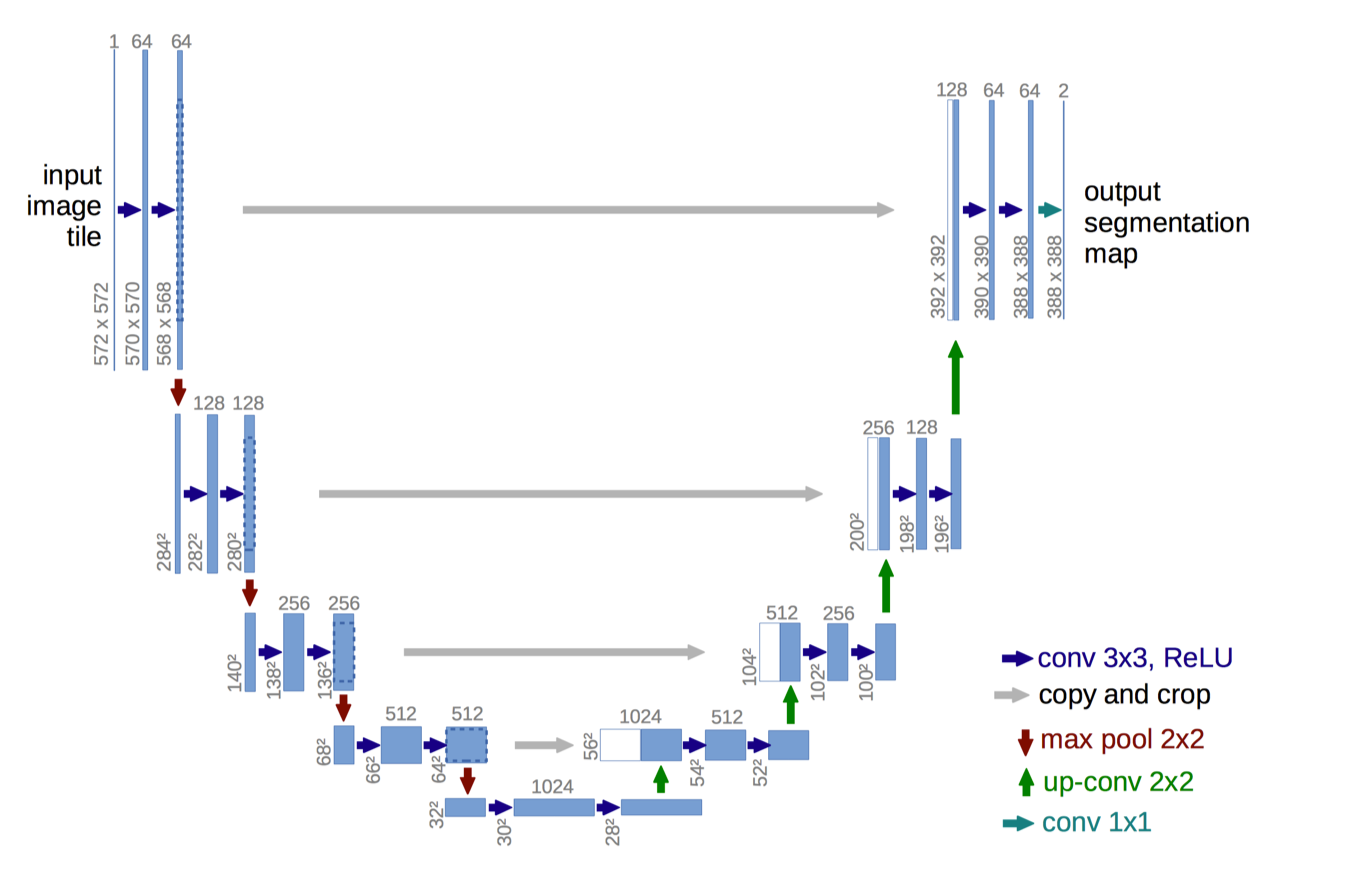 1 64 64
input
image
tile
572 x 572
570 x 570
568 x 568
128 64 64 2
output
segmentation
map
392 x 392
390 x 390
388 x 388
388 x 388
128 128
284²
282²
280²
256 128
200²
198²
196²
256 256
140²
138²
136²
512 256
104²
102²
100²
512 512
68²
66²
64²
1024 512
56²
54²
52²
1024
32²
30²
28²
conv 3x3, ReLU
copy and crop
max pool 2x2
up-conv 2x2
conv 1x1